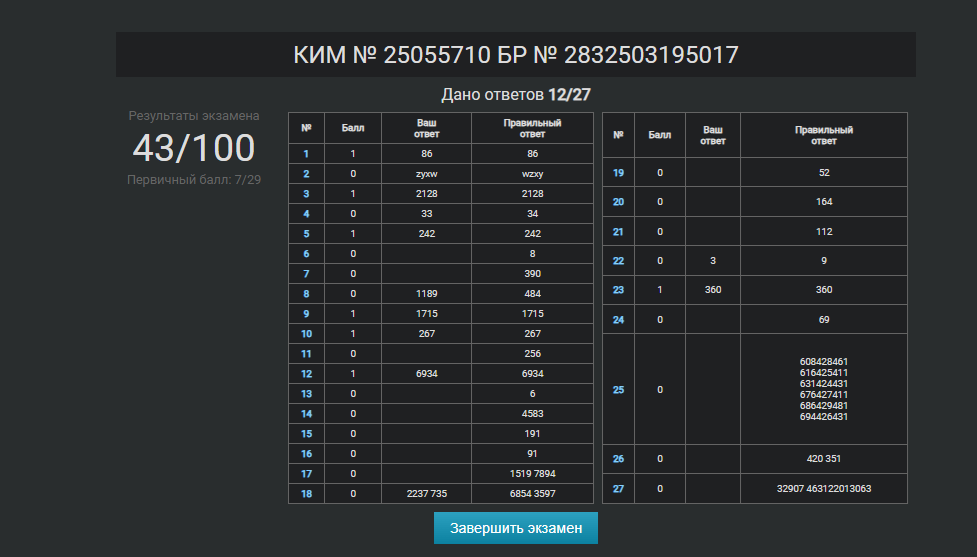 КИМ № 25055710 БР № 2832503195017
Дано ответов 12/27
Результаты экзамена
43/100
Первичный балл: 7/29
№ Балл Ваш ответ Правильный ответ
1 1 86 86
2 0 zyxw wzxy
3 1 2128 2128
4 0 33 34
5 1 242 242
6 0 8
7 0 390
8 0 1189 484
9 1 1715 1715
10 1 267 267
11 0 256
12 1 6934 6934
13 0 6
14 0 4583
15 0 191
16 0 91
17 0 1519 7894
18 0 2237 735 6854 3597
№ Балл Ваш ответ Правильный ответ
19 0 52
20 0 164
21 0 112
22 0 3 9
23 1 360 360
24 0 69
25 0 608428461
616425411
631424431
676427411
686429481
694426431
26 0 420 351
27 0 32907 463122013063
Завершить экзамен